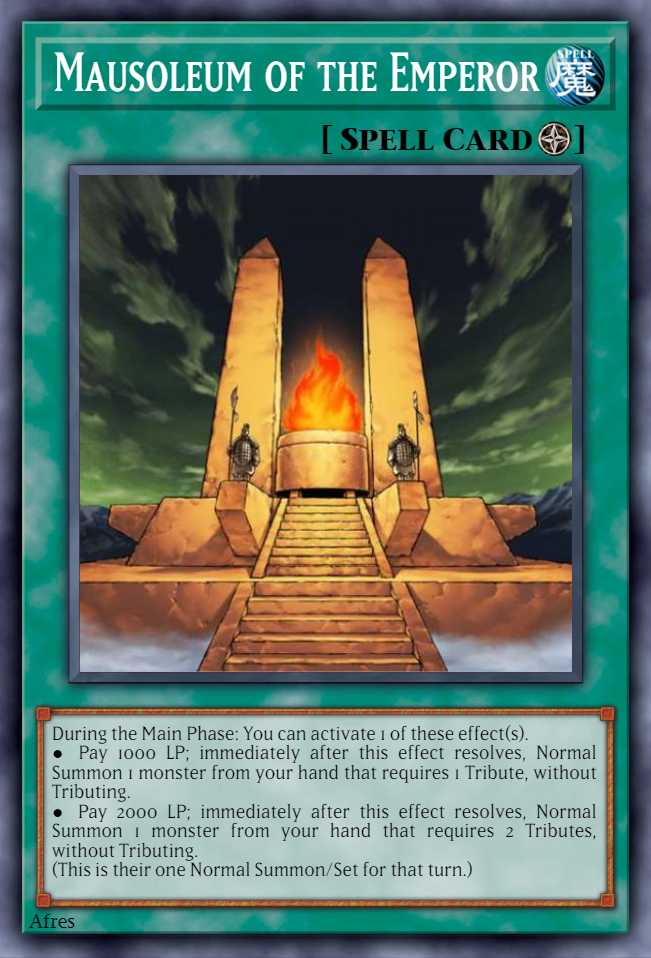 Mausoleum of the Emperor
SPELL
魔
[ Spell Card ]
During the Main Phase: You can activate 1 of these effect(s).
● Pay 1000 LP; immediately after this effect resolves, Normal
Summon 1 monster from your hand that requires 1 Tribute, without
Tributing.
● Pay 2000 LP; immediately after this effect resolves, Normal
Summon 1 monster from your hand that requires 2 Tributes,
without Tributing.
(This is their one Normal Summon/Set for that turn.)
Afres